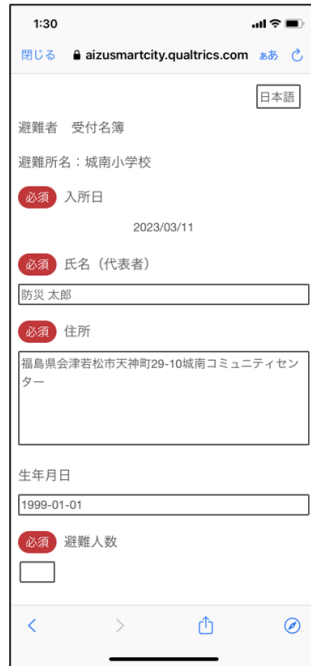 1:30
閉じる aizusmartcity.qualtrics.com ぁあ
日本語
避難者　受付名簿
避難所名：城南小学校
必須 入所日
2023/03/11
必須 氏名（代表者）
防災 太郎
必須 住所
福島県会津若松市天神町29-10城南コミュニティセン
ター
生年月日
1999-01-01
必須 避難人数